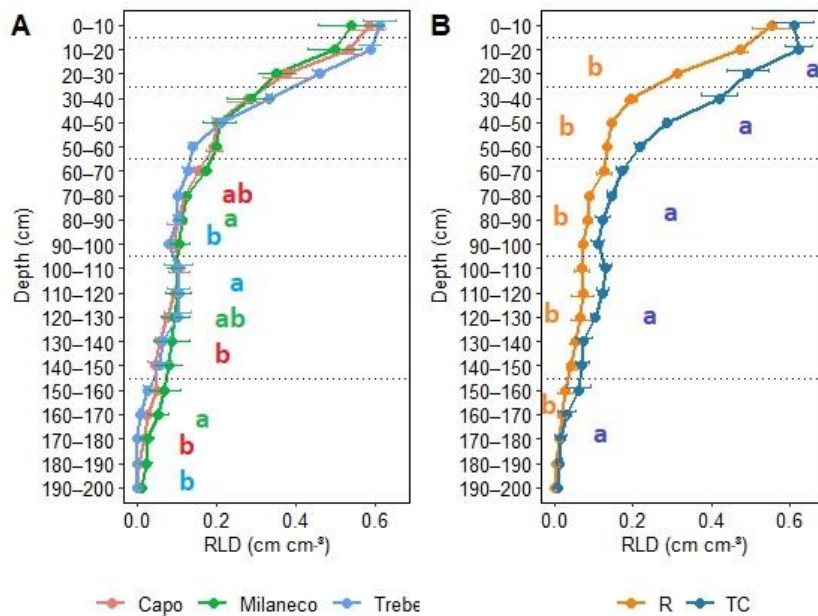 A
B
0–10
10–20
20–30
30–40
40–50
50–60
60–70
70–80
80–90
90–100
100–110
110–120
120–130
130–140
140–150
150–160
160–170
170–180
180–190
190–200
Depth (cm)
ab
a
b
a
ab
b
a
b
b
0.0 0.2 0.4 0.6
RLD (cm cm-³)
Capo Milaneco Trebe
0–10
10–20
20–30
30–40
40–50
50–60
60–70
70–80
80–90
90–100
100–110
110–120
120–130
130–140
140–150
150–160
160–170
170–180
180–190
190–200
Depth (cm)
b a
b a
b a
b a
b a
0.0 0.2 0.4 0.6
RLD (cm cm-³)
R TC